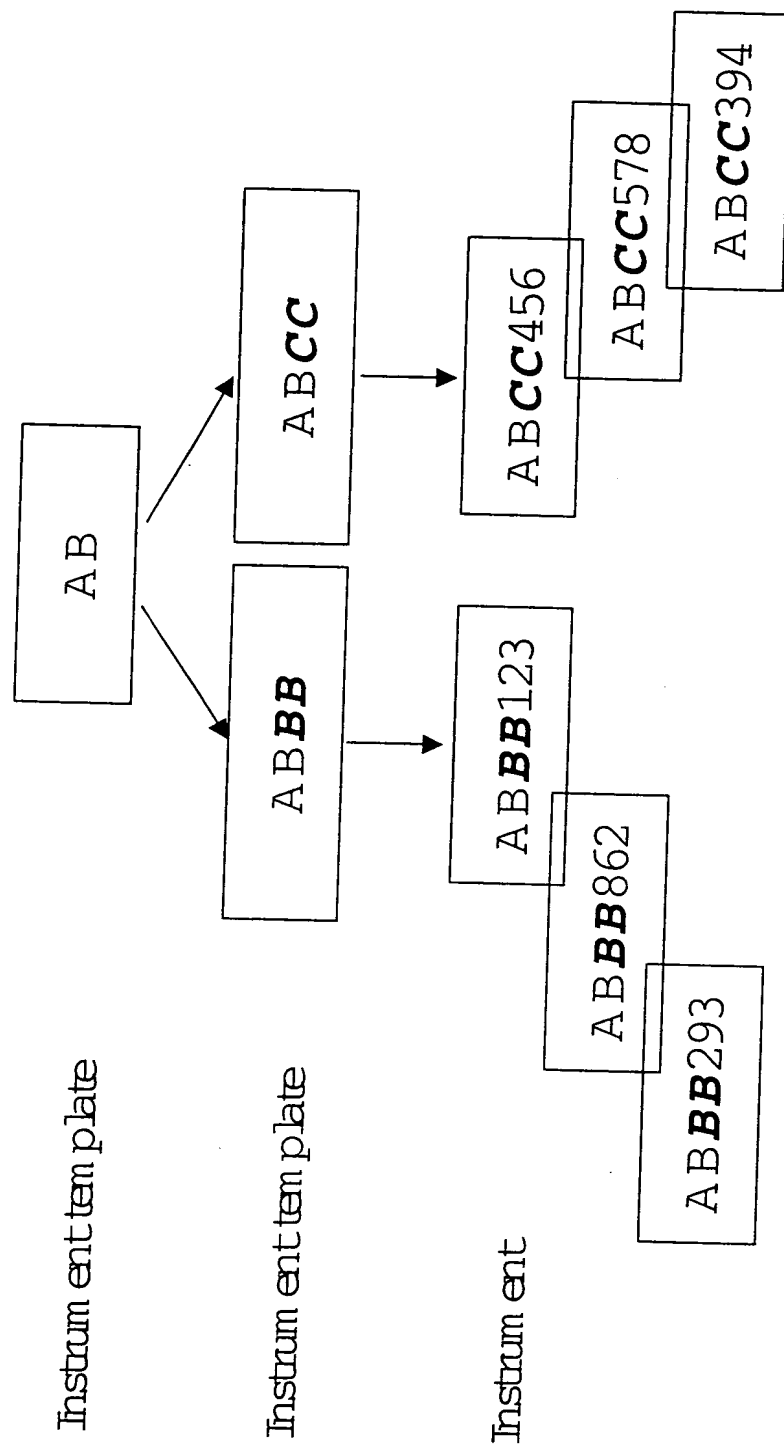 Instrument template
AB
Instrument template
ABBB
ABCC
Instrument
ABBB123
ABCC456
ABBB862
ABCC578
ABBB293
ABCC394